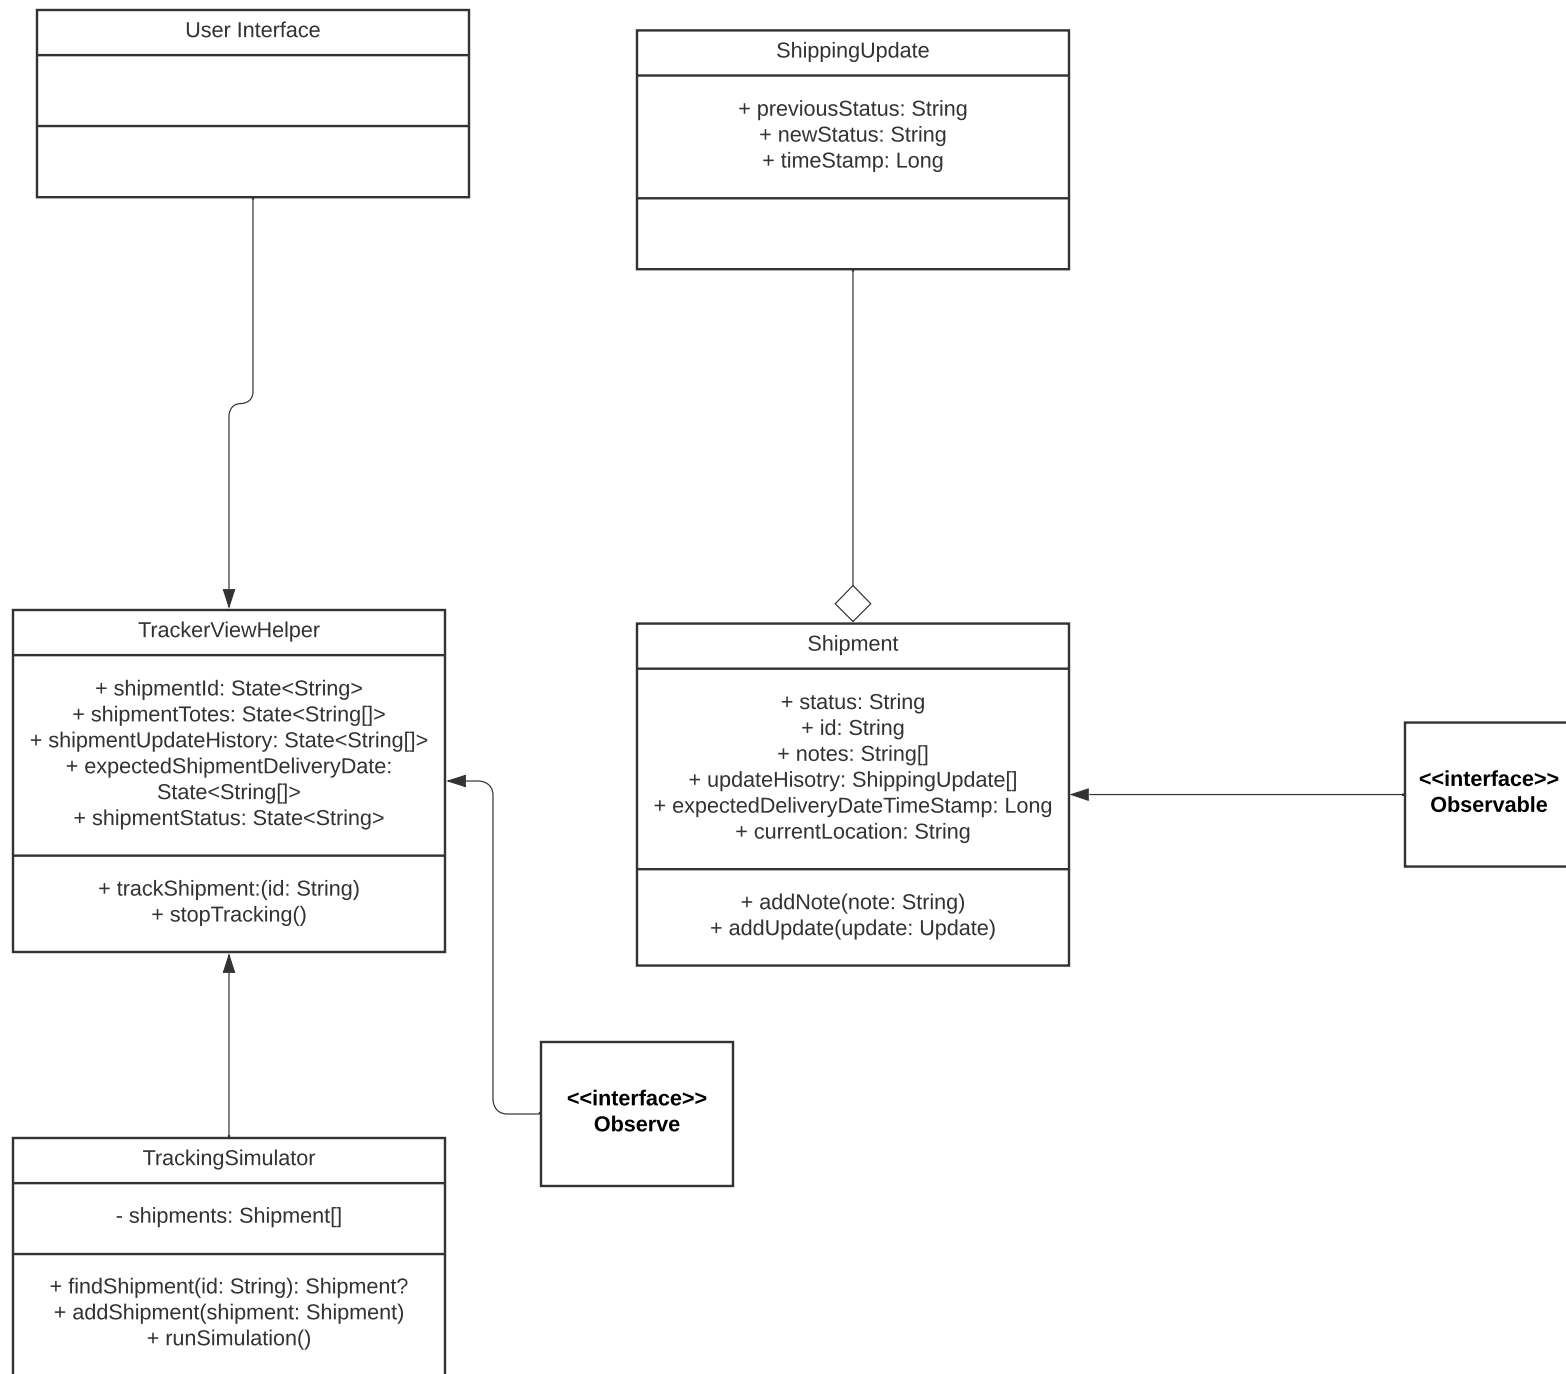 User Interface
ShippingUpdate
+ previousStatus: String
+ newStatus: String
+ timeStamp: Long
TrackerViewHelper
+ shipmentId: State<String>
+ shipmentTotes: State<String[]>
+ shipmentUpdateHistory: State<String[]>
+ expectedShipmentDeliveryDate:
State<String[]>
+ shipmentStatus: State<String>
+ trackShipment:(id: String)
+ stopTracking()
Shipment
+ status: String
+ id: String
+ notes: String[]
+ updateHisotry: ShippingUpdate[]
+ expectedDeliveryDateTimeStamp: Long
+ currentLocation: String
+ addNote(note: String)
+ addUpdate(update: Update)
<<interface>>
Observable
<<interface>>
Observe
TrackingSimulator
- shipments: Shipment[]
+ findShipment(id: String): Shipment?
+ addShipment(shipment: Shipment)
+ runSimulation()